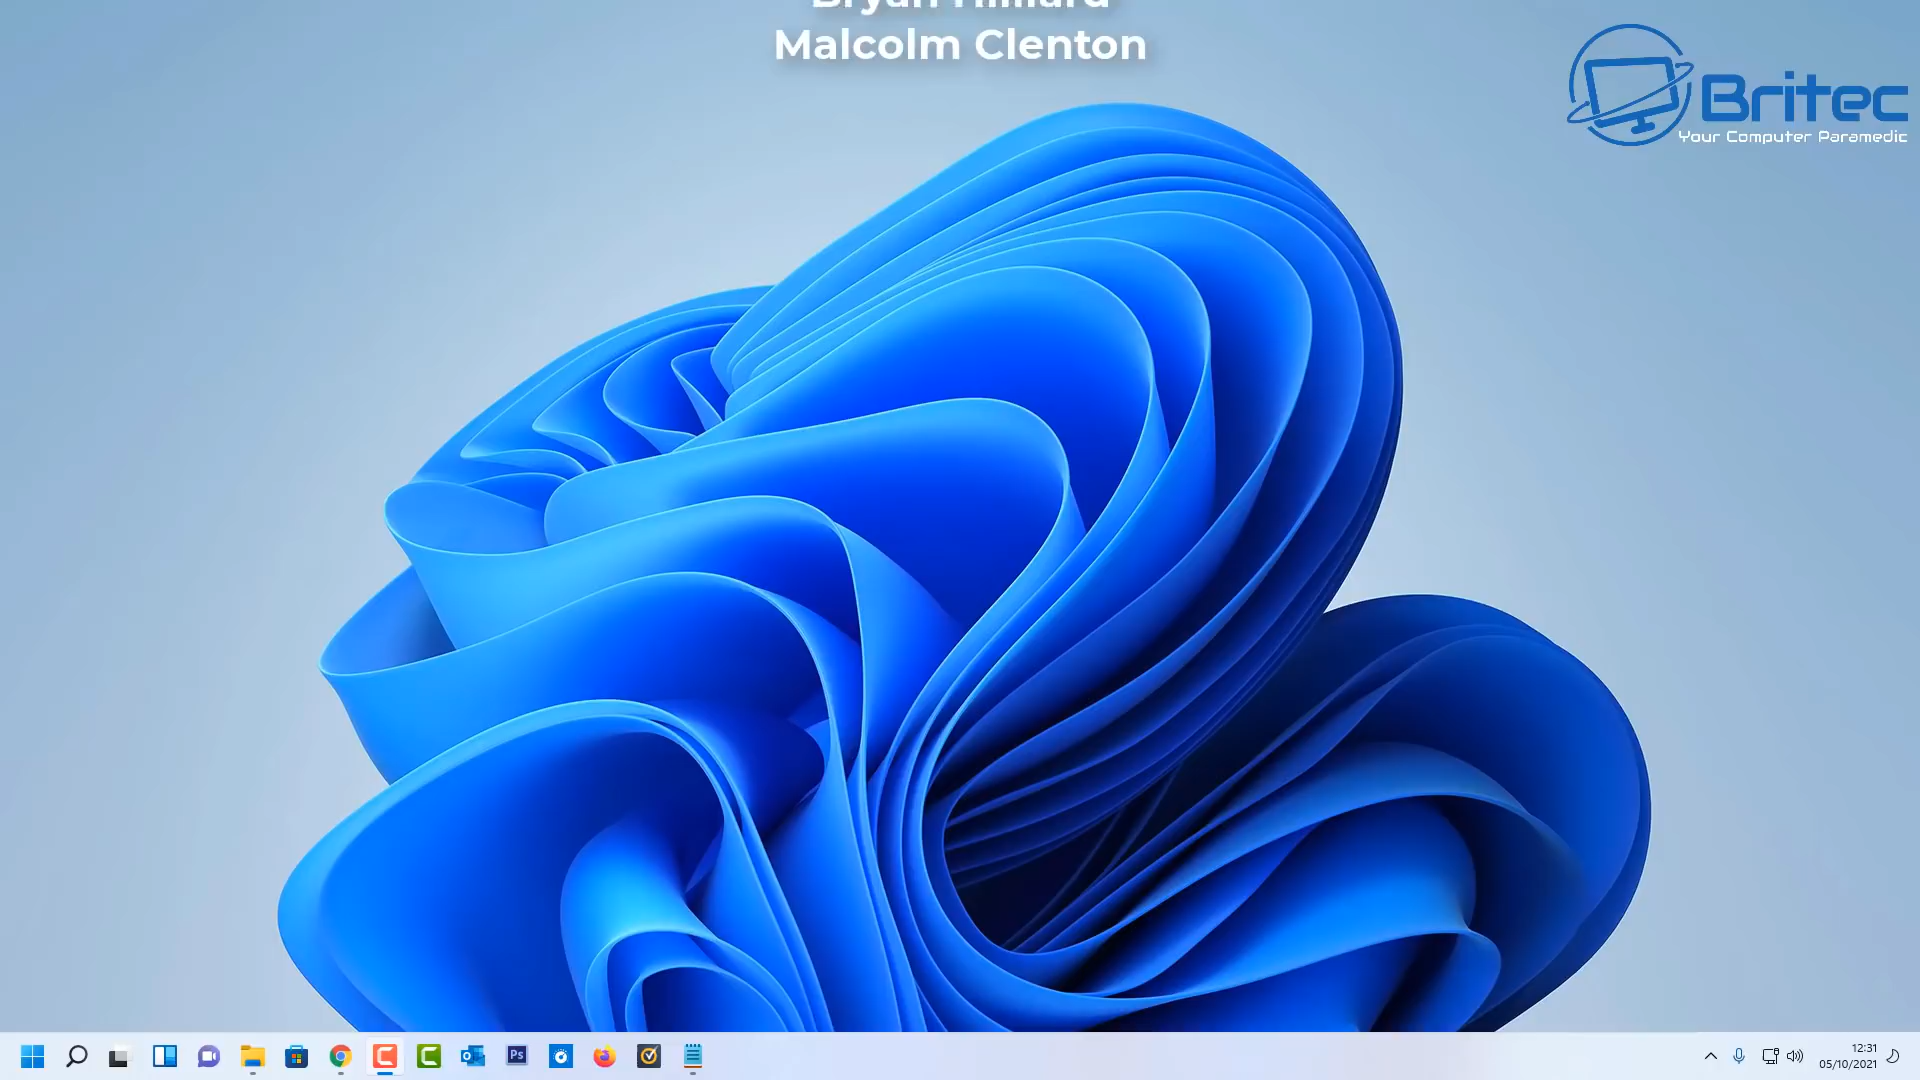 Malcolm Clenton
Britec
Your Computer Paramedic
12:31
05/10/2021